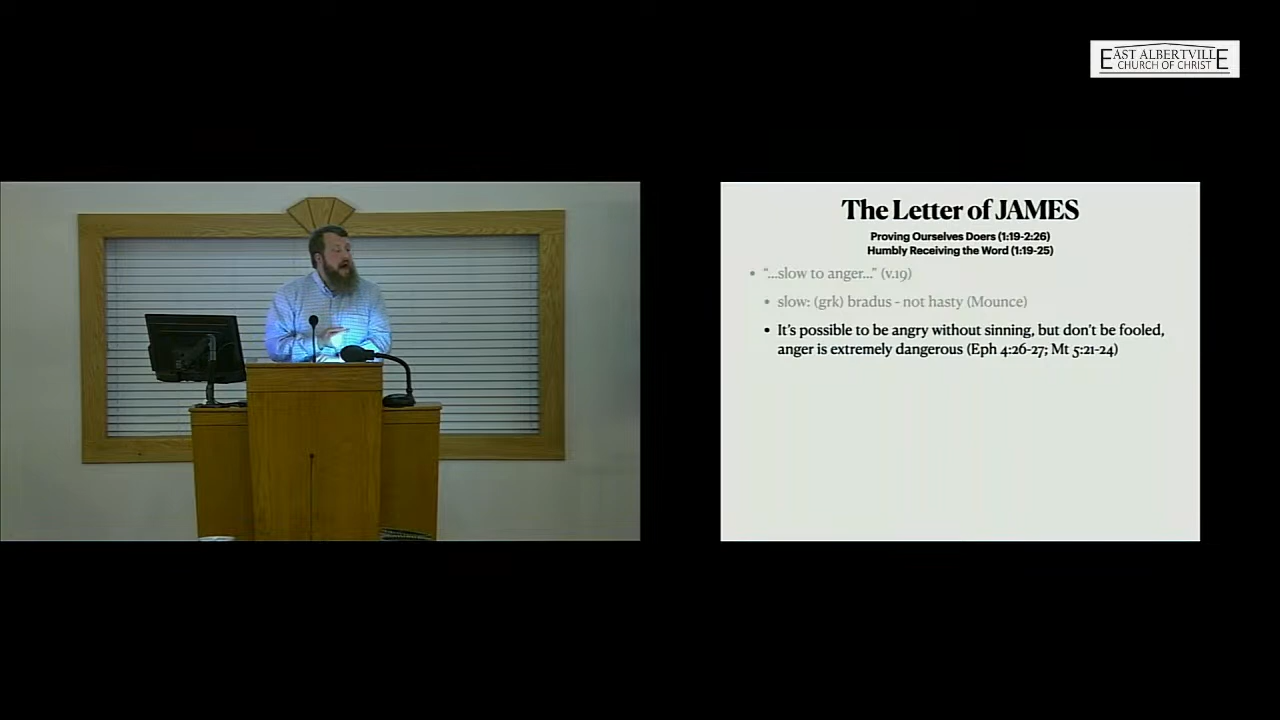 EAST ALBERTVILLE
CHURCH OF CHRIST
The Letter of JAMES
Proving Ourselves Doers (1:19-2:26)
Humbly Receiving the Word (1:19-25)
• “...slow to anger...” (v.19)
• slow: (grk) bradus - not hasty (Mounce)
• It's possible to be angry without sinning, but don't be fooled,
anger is extremely dangerous (Eph 4:26-27; Mt 5:21-24)